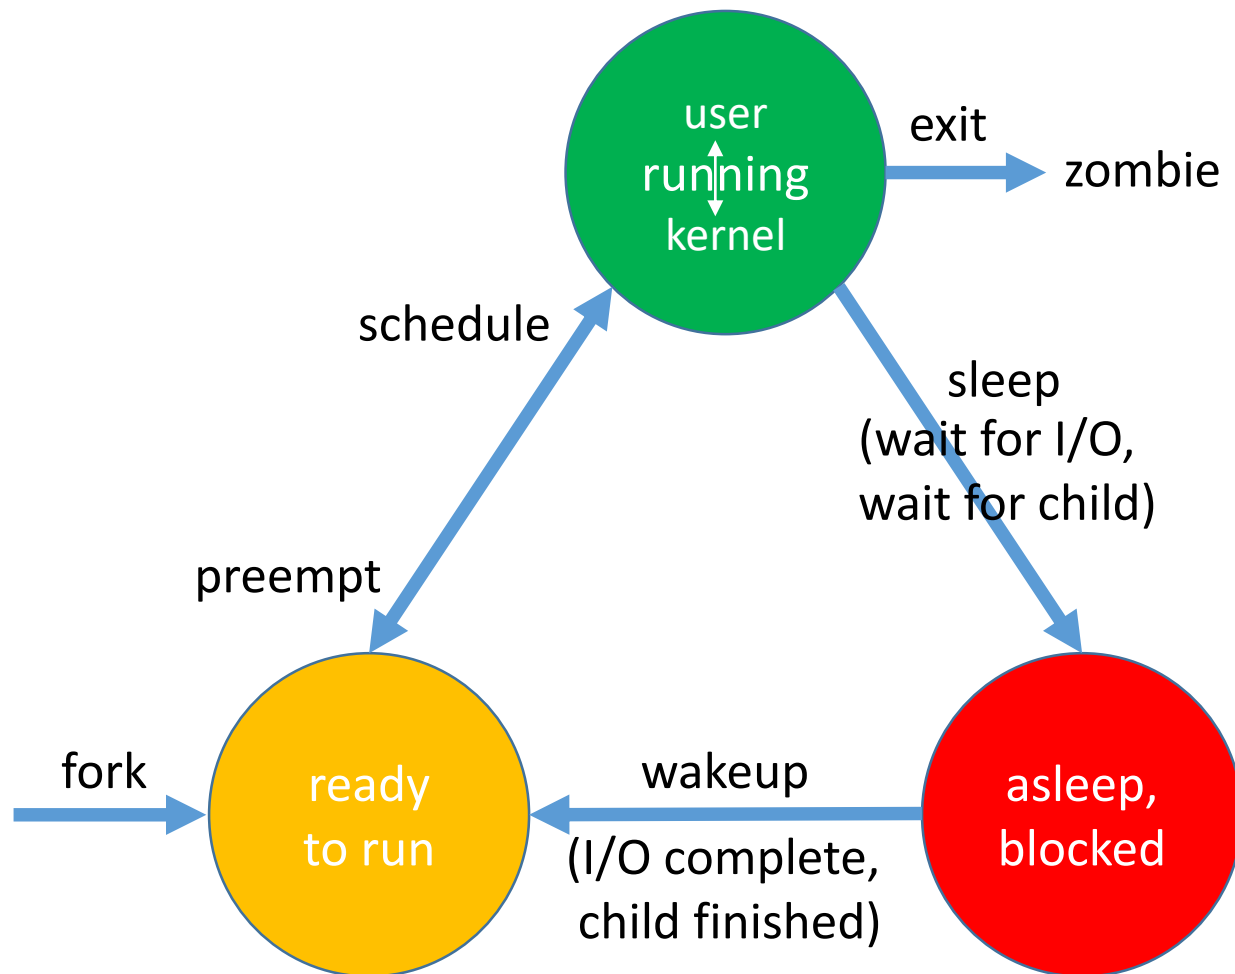 user
running
kernel
exit
zombie
schedule
sleep
(wait for I/O,
wait for child)
preempt
fork
ready
to run
wakeup
(I/O complete,
child finished)
asleep,
blocked